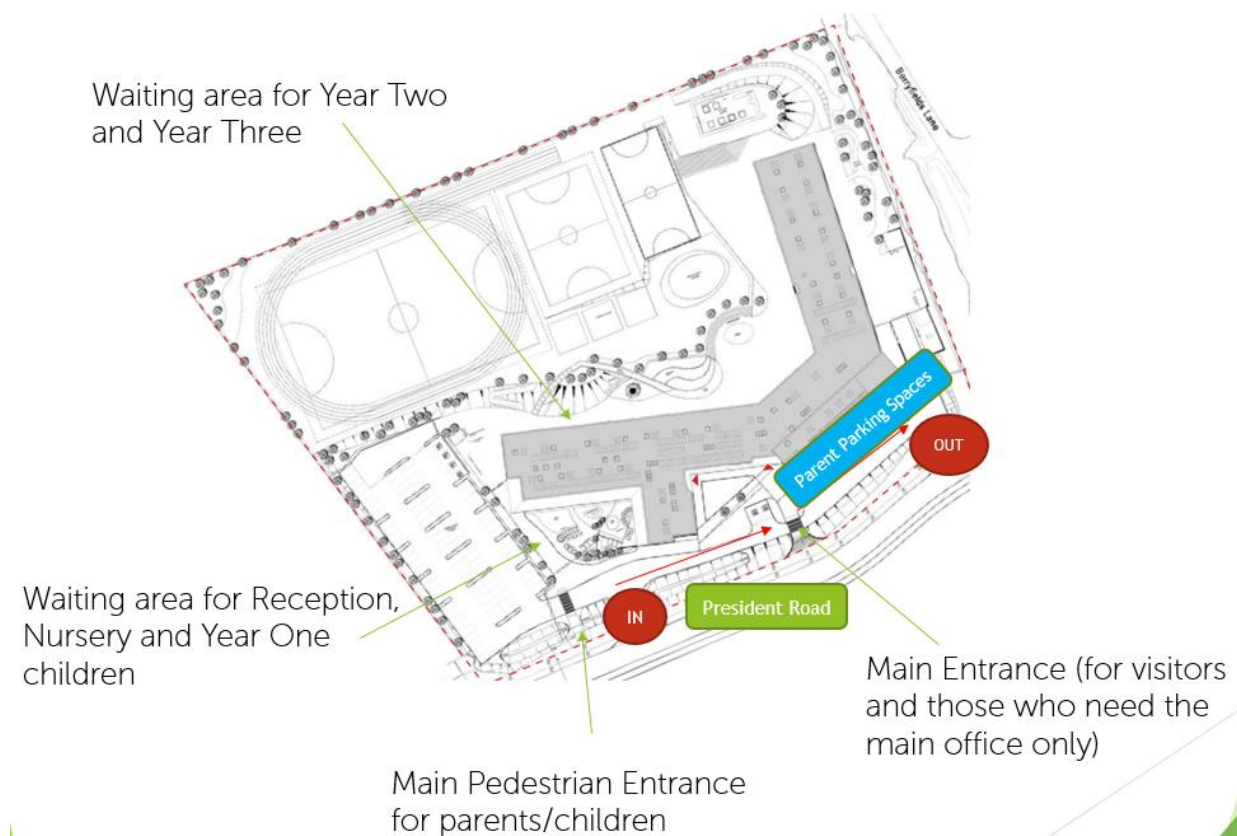 Waiting area for Year Two
and Year Three
Berryfields Lane
Parent Parking Spaces
OUT
Waiting area for Reception,
Nursery and Year One
children
IN
President Road
Main Entrance (for visitors
and those who need the
main office only)
Main Pedestrian Entrance
for parents/children